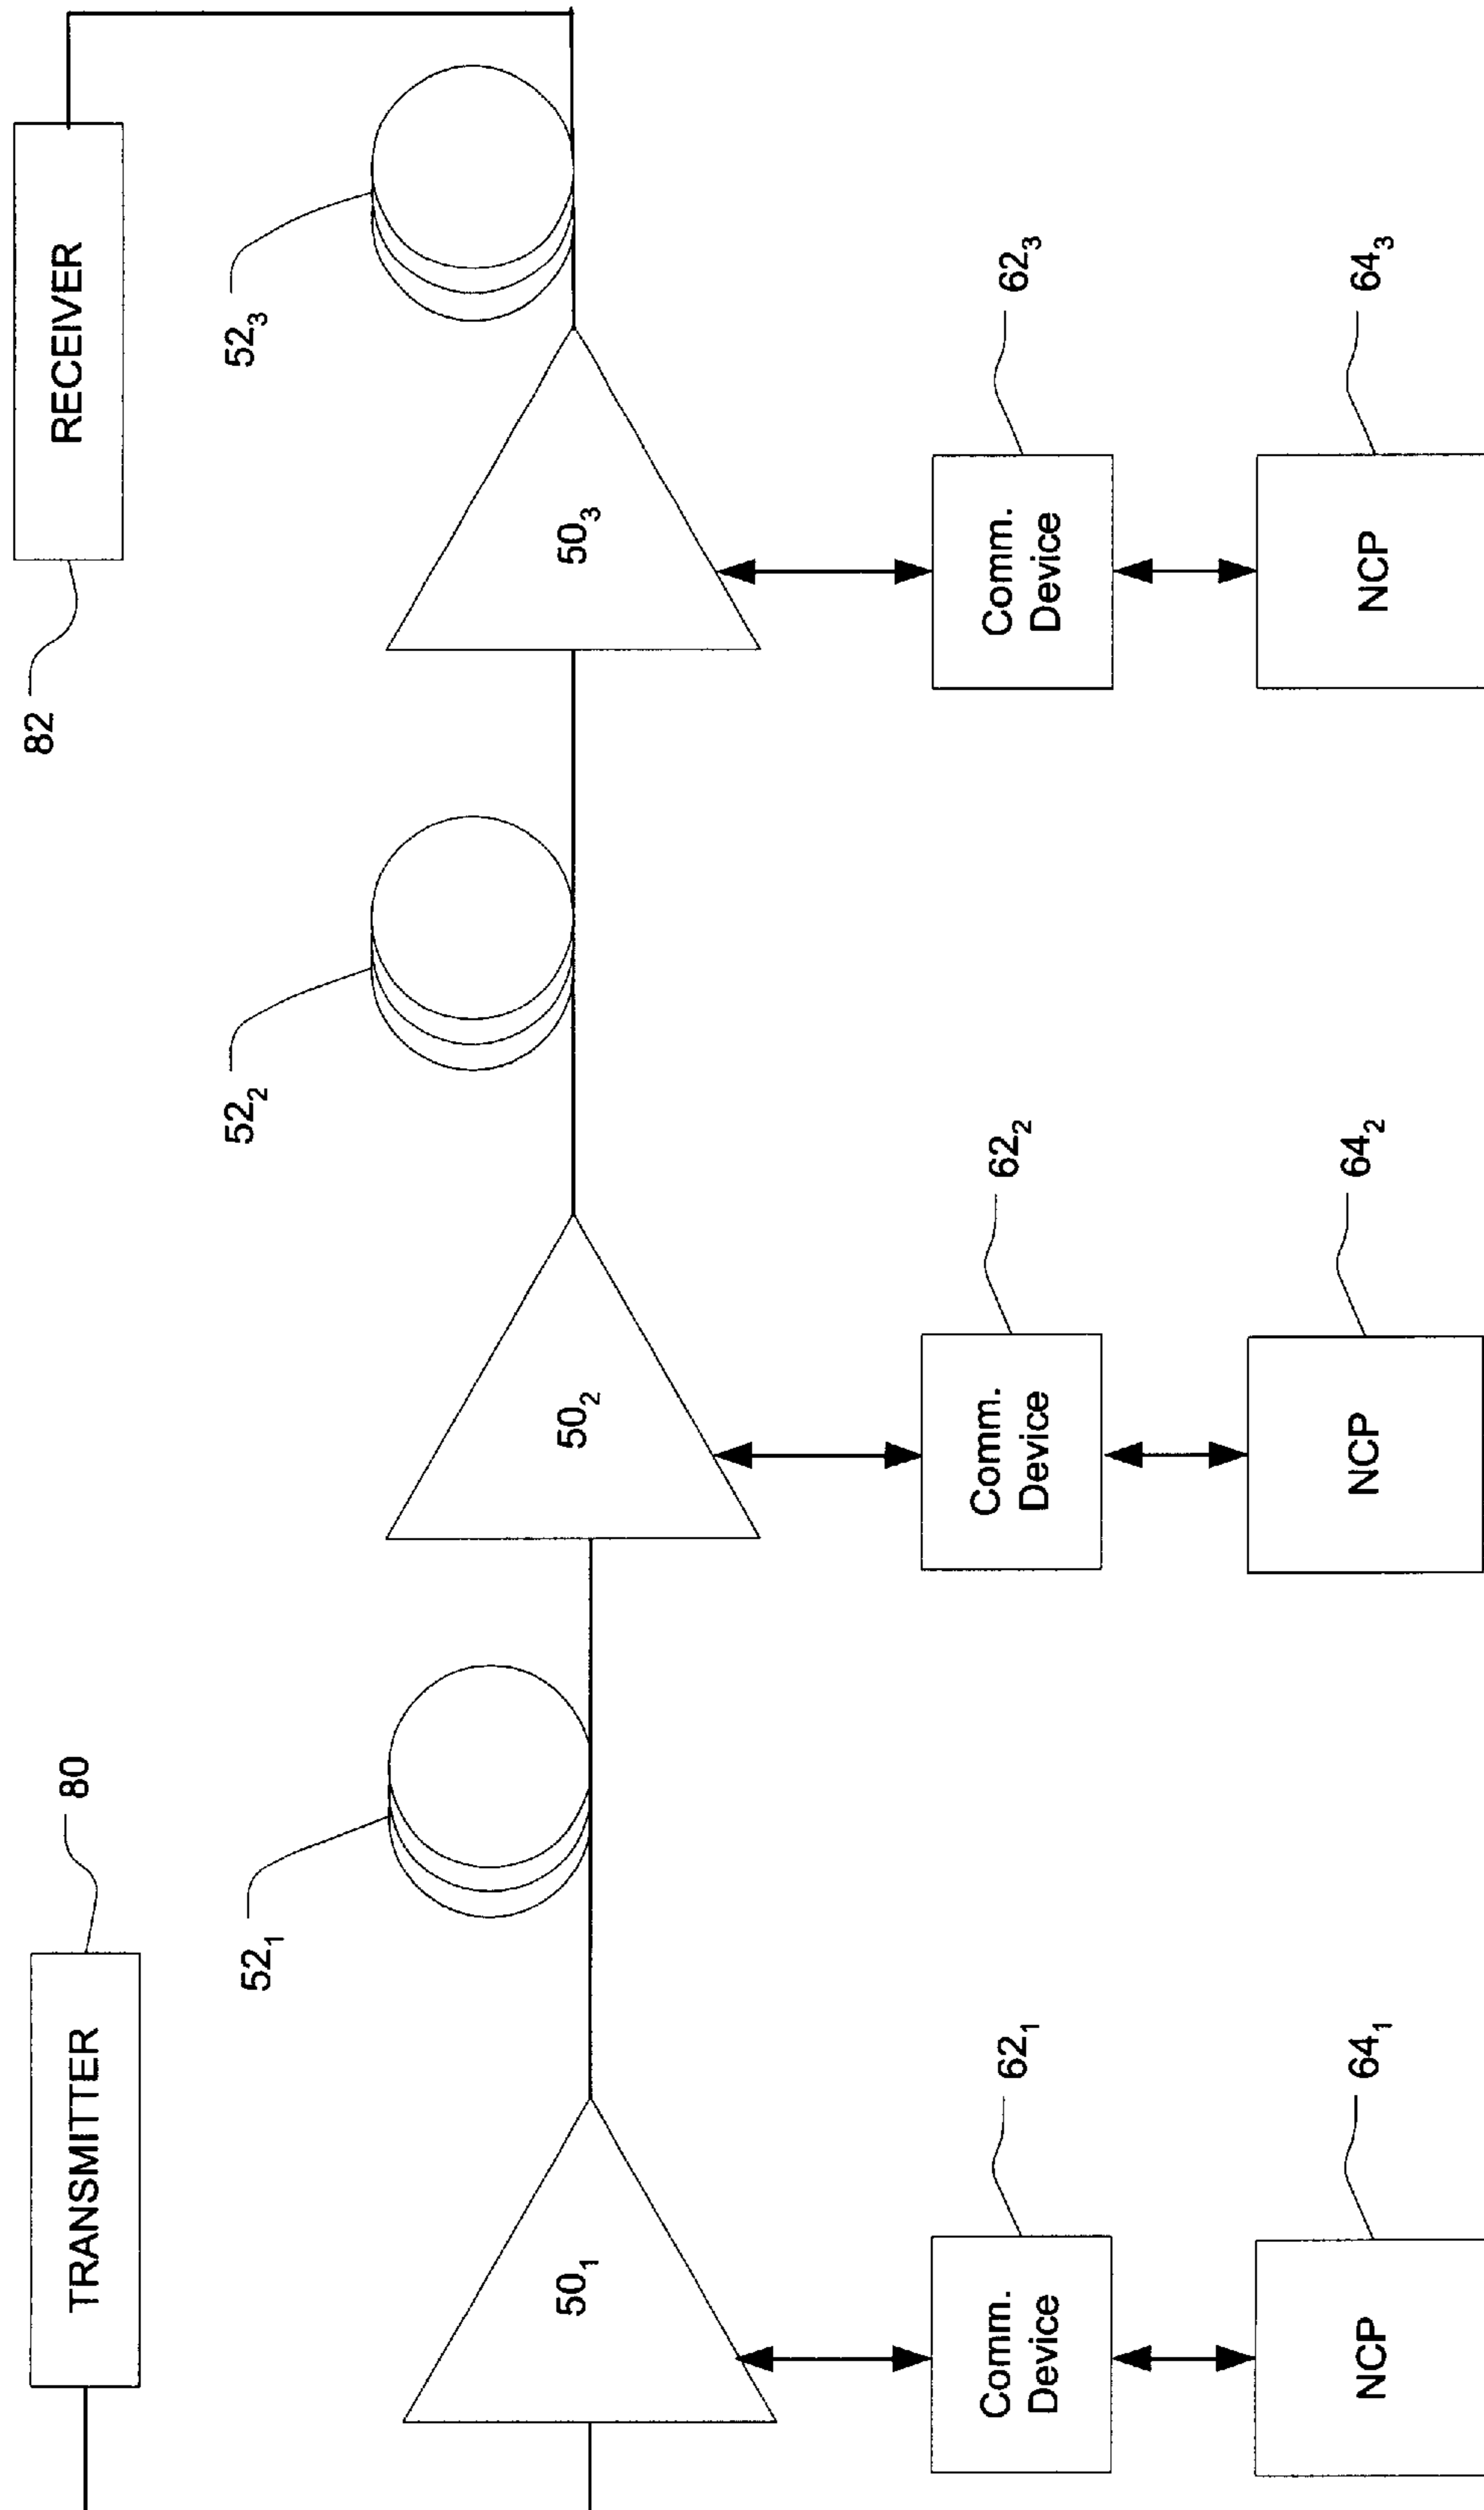 TRANSMITTER
80
RECEIVER
82
52₁
52₂
52₃
50₁
50₂
50₃
Comm.
Device
62₁
Comm.
Device
62₂
Comm.
Device
62₃
NCP
64₁
NCP
64₂
NCP
64₃